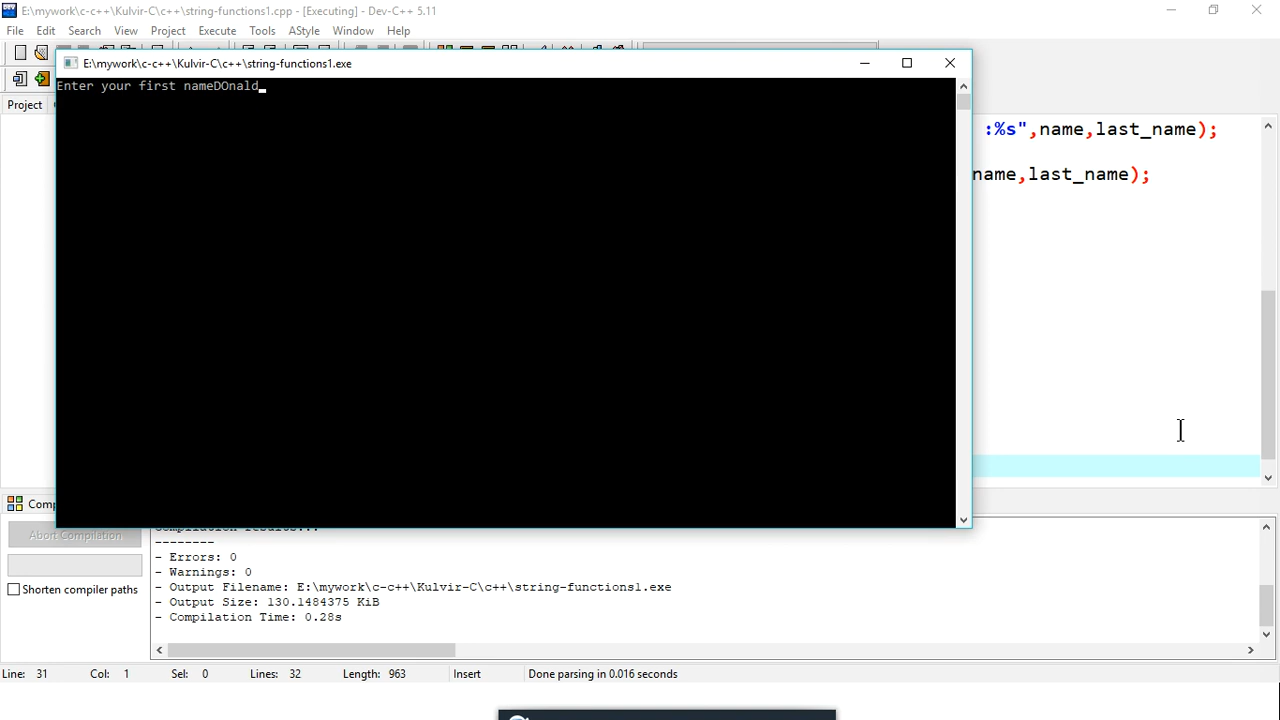 E:\mywork\c-c++\Kulvir-C\c++\string-functions1.cpp - [Executing] - Dev-C++ 5.11
File Edit Search View Project Execute Tools AStyle Window Help
E:\mywork\c-c++\Kulvir-C\c++\string-functions1.exe
Enter your first nameDOnald
Project
:%s",name,last_name);
name,last_name);
Abort Compilation
Shorten compiler paths
Compilation results...
--------
- Errors: 0
- Warnings: 0
- Output Filename: E:\mywork\c-c++\Kulvir-C\c++\string-functions1.exe
- Output Size: 130.1484375 KiB
- Compilation Time: 0.28s
Line: 31 Col: 1 Sel: 0 Lines: 32 Length: 963 Insert Done parsing in 0.016 seconds